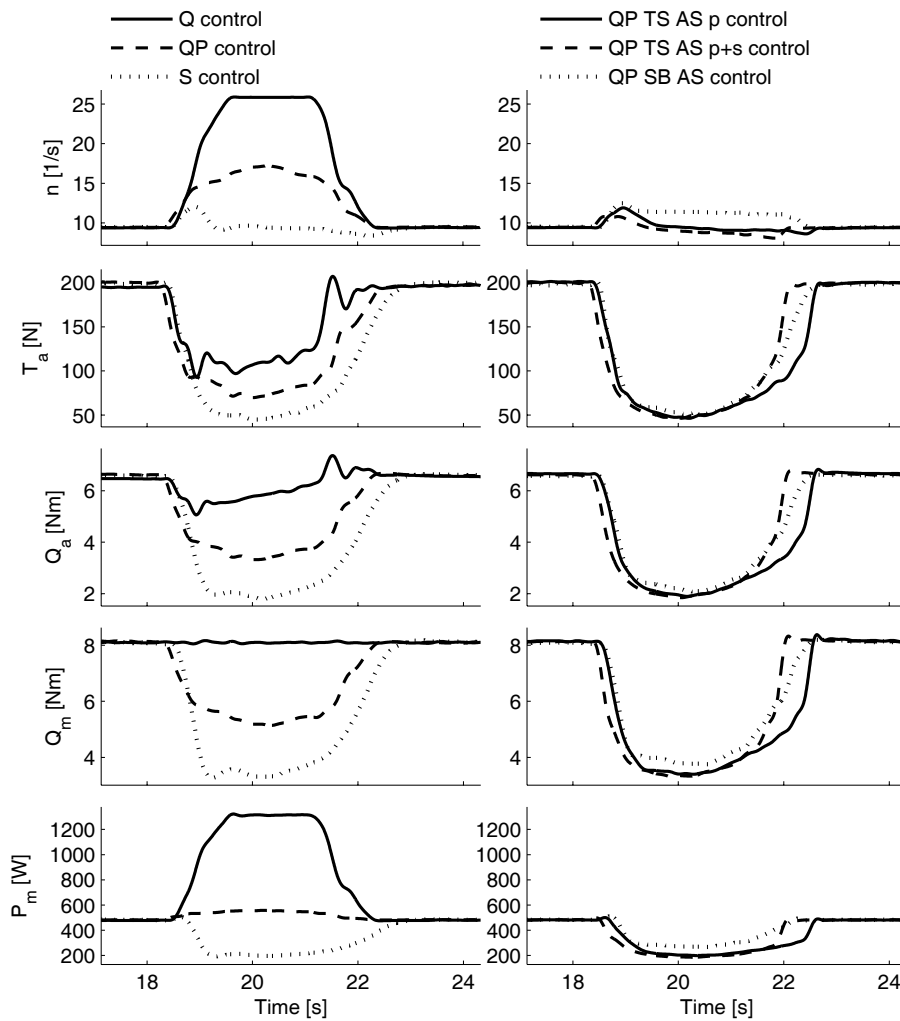 Q control
QP control
S control
QP TS AS p control
QP TS AS p+s control
QP SB AS control
n [1/s]
25
20
15
10
10
15
20
25
T_a [N]
200
150
100
50
200
150
100
50
Q_a [Nm]
6
4
2
6
4
2
Q_m [Nm]
8
6
4
8
6
4
P_m [W]
1200
1000
800
600
400
200
1200
1000
800
600
400
200
18 20 22 24
18 20 22 24
Time [s]
Time [s]